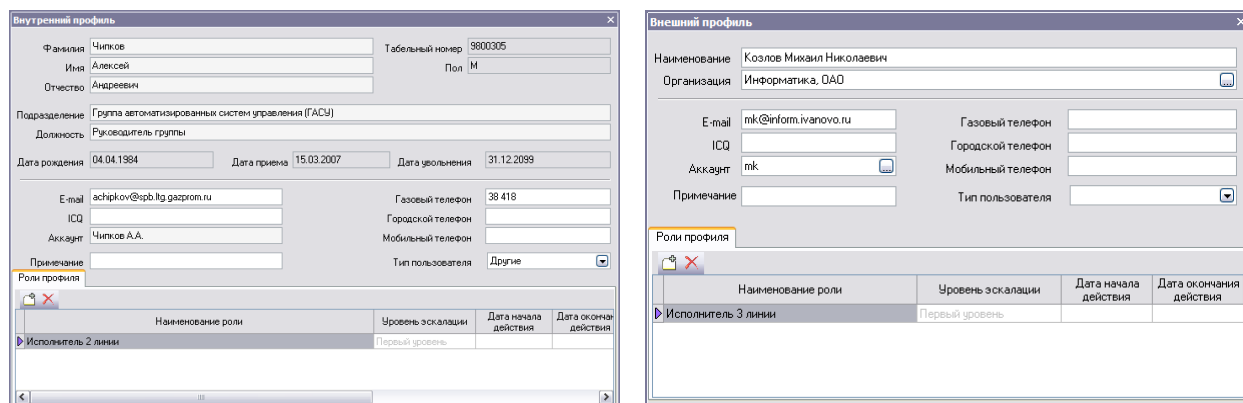 Внутренний профиль
Фамилия Чипков Табельный номер 9800305
Имя Алексей Пол М
Отчество Андреевич
Подразделение Группа автоматизированных систем управления (ГАСУ)
Должность Руководитель группы
Дата рождения 04.04.1984 Дата приема 15.03.2007 Дата увольнения 31.12.2099
E-mail achipkov@spb.ltg.gazprom.ru Газовый телефон 38 418
ICQ Городской телефон
Аккаунт Чипков А.А. Мобильный телефон
Примечание Тип пользователя Другие
Роли профиля
Наименование роли Уровень эскалации Дата начала действия Дата окончан действия
Исполнитель 2 линии Первый уровень
Внешний профиль
Наименование Козлов Михаил Николаевич
Организация Информатика, ОАО
E-mail mk@inform.ivanovo.ru Газовый телефон
ICQ Городской телефон
Аккаунт mk Мобильный телефон
Примечание Тип пользователя
Роли профиля
Наименование роли Уровень эскалации Дата начала действия Дата окончания действия
Исполнитель 3 линии Первый уровень